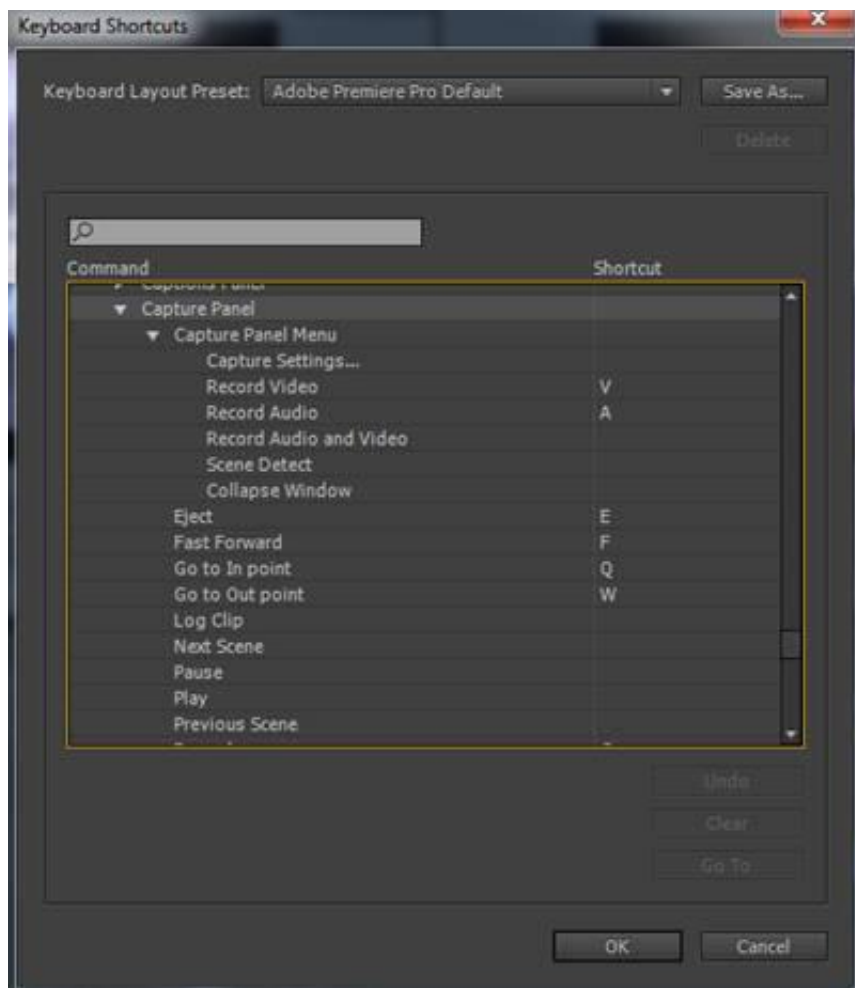 Keyboard Shortcuts
Keyboard Layout Preset: Adobe Premiere Pro Default Save As...
Delete
Command Shortcut
Captions Panel
Capture Panel
Capture Panel Menu
Capture Settings...
Record Video V
Record Audio A
Record Audio and Video
Scene Detect
Collapse Window
Eject E
Fast Forward F
Go to In point Q
Go to Out point W
Log Clip
Next Scene
Pause
Play
Previous Scene
Undo
Clear
Go To
OK Cancel